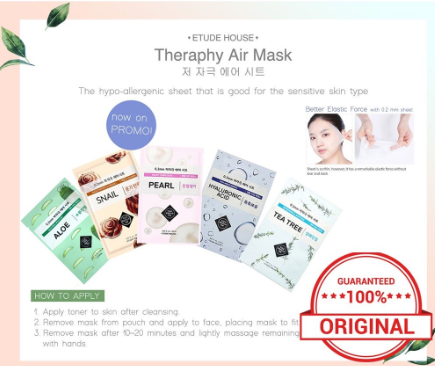 • ETUDE HOUSE •
Theraphy Air Mask
저 자극 에어 시트
The hypo-allergenic sheet that is good for the sensitive skin type
now on
PROMO!
Better Elastic Force with 0.2 mm sheet
ALOE
SNAIL
PEARL
HYALURONIC
ACID
TEA TREE
HOW TO APPLY
1. Apply toner to skin after cleansing.
2. Remove mask from pouch and apply to face, placing mask to fit
3. Remove mask after 10~20 minutes and lightly massage remaining
with hands.
GUARANTEED
100%
ORIGINAL